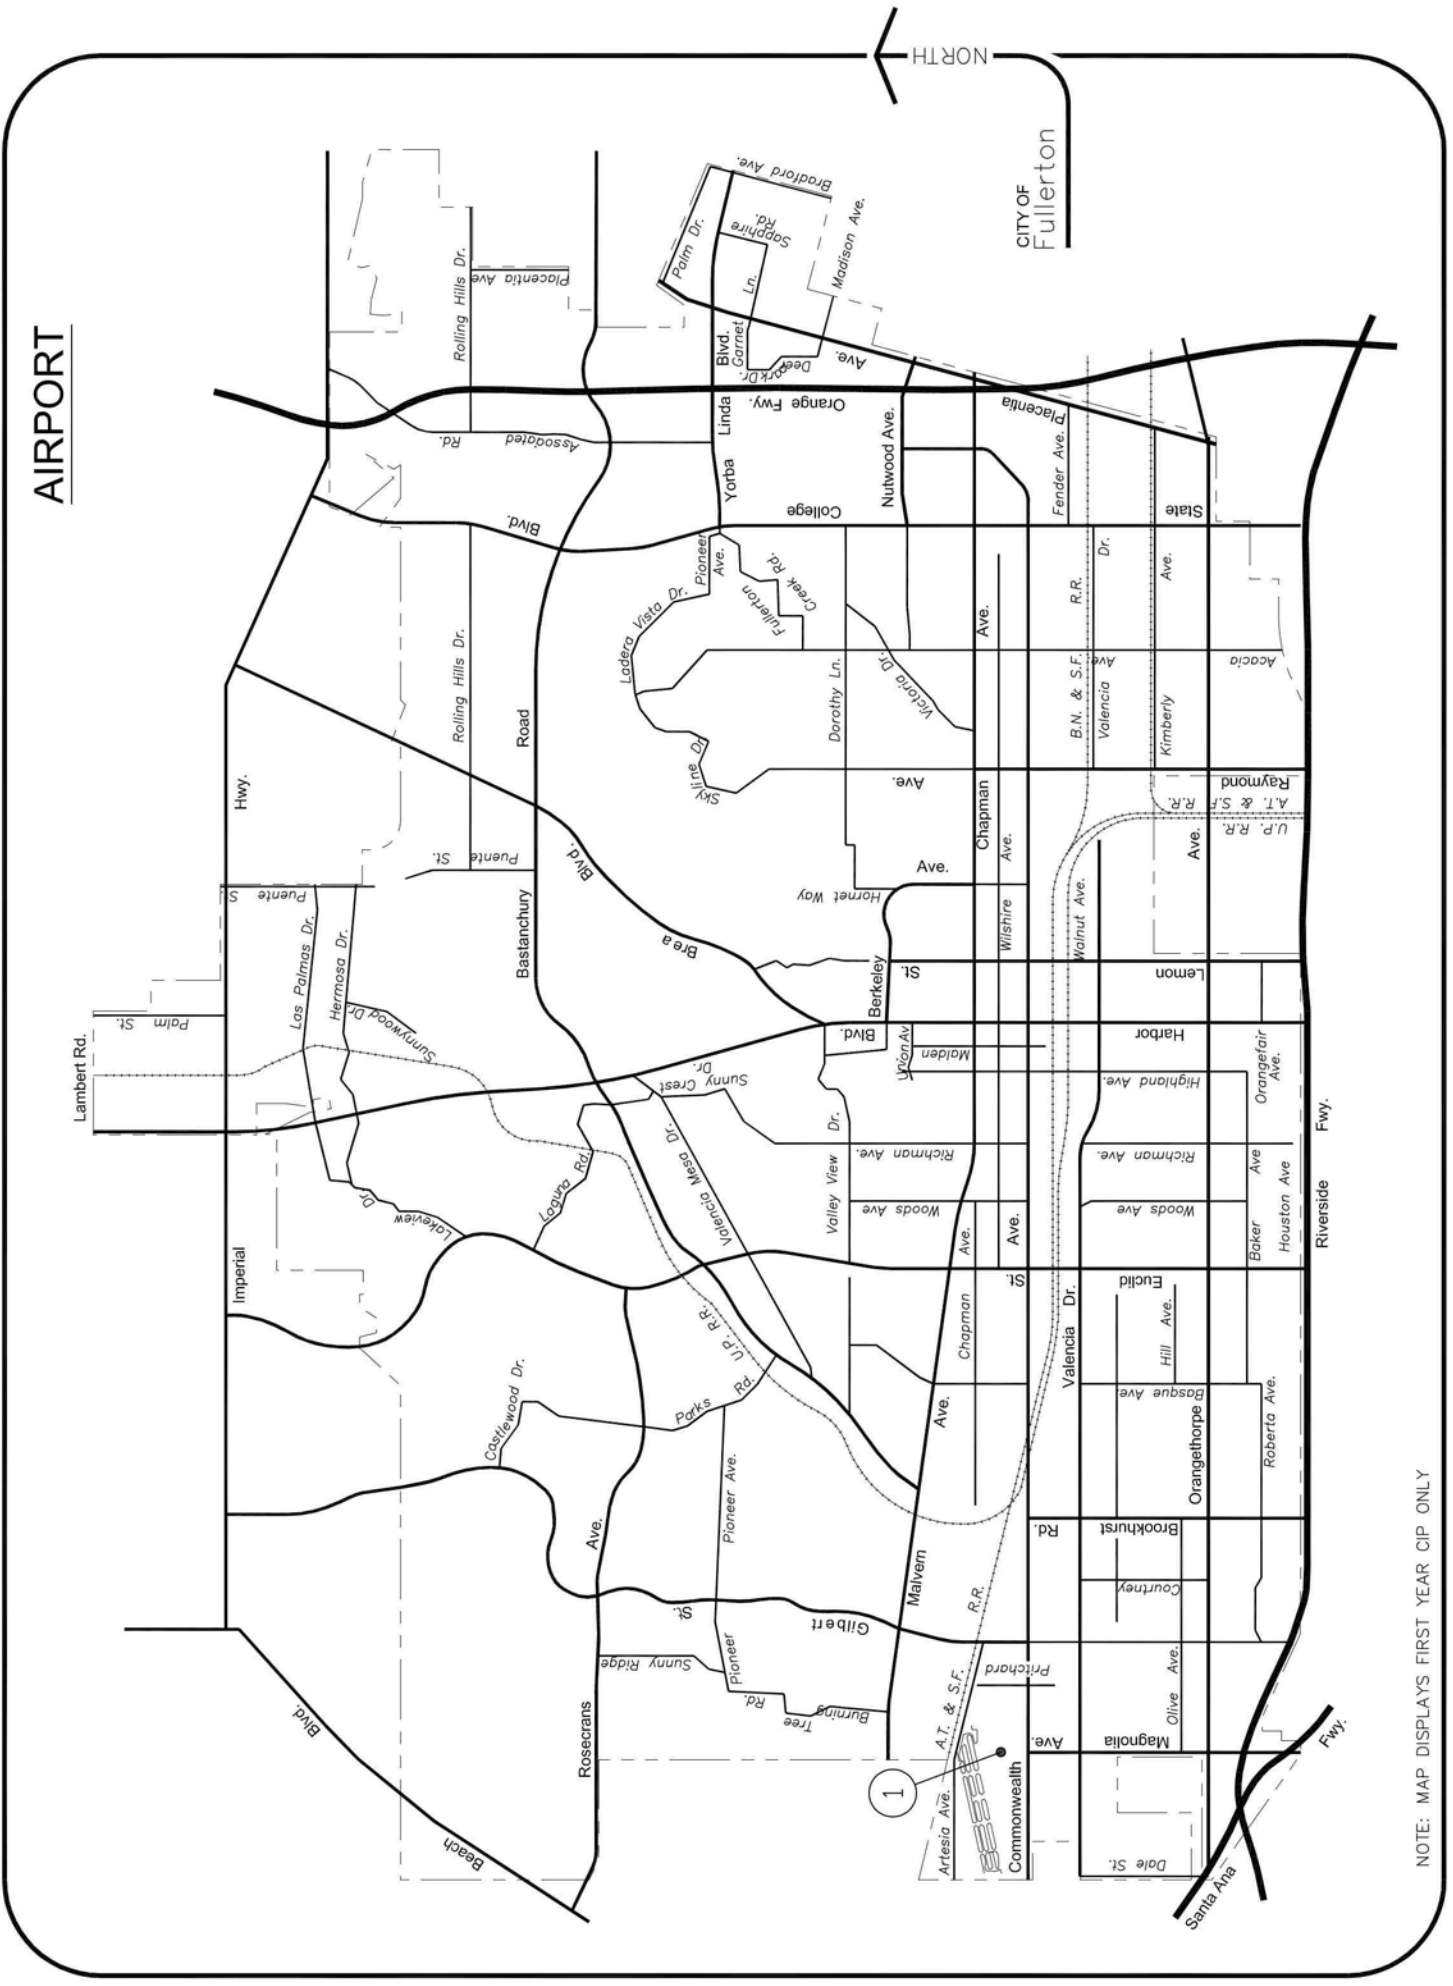 AIRPORT
NORTH
CITY OF
Fullerton
Lambert Rd.
Palm St.
Imperial
Hwy.
Puente St.
Las Palmas Dr.
Hermosa Dr.
Sunnywood Dr.
Lakeview
Dr
Rolling Hills Dr.
Rolling Hills Dr.
Placentia Ave
Puente St.
Associated
Rd.
Blvd.
Road
Bastanchury
Blvd.
Brea
Palm Dr.
Bradford Ave.
Sapphire
Rd.
Ln.
Garnet
Madison Ave.
Deer
Park Dr.
Blvd.
Linda
Yorba
Orange Fwy.
Ave.
Placentia
Nutwood Ave.
College
Fender Ave.
State
Pioneer
Ave.
Ladera Vista Dr.
Fullerton
Creek Rd.
Skyline Dr
Dorothy Ln.
Victoria Dr.
Ave.
Ave.
Chapman
Wilshire
Ave.
Ave.
Hornet Way
Berkeley
B.N. & S.F.
R.R.
Valencia
Dr.
Ave.
Acacia
Kimberly
Ave.
Raymond
A.T. & S.F. R.R.
U.P. R.R.
Ave.
Walnut Ave.
St.
Lemon
Blvd.
Harbor
Union Av
Malden
Highland Ave.
Orangefair
Ave.
Sunny Crest
Dr.
Valencia Mesa Dr.
Valley View
Dr.
Richman Ave.
Richman Ave.
Woods Ave
Woods Ave
Laguna Rd.
Baker
Ave
Houston Ave
Riverside
Fwy.
St.
Euclid
Ave.
Ave.
Chapman
Valencia
Dr.
Hill
Ave.
Basque Ave.
Orangethorpe
Roberta Ave.
U.P. R.R.
Castlewood Dr.
Parks
Rd.
Pioneer Ave.
Ave.
Ave.
Malvern
Rd.
Brookhurst
Courtney
St.
Gilbert
Pioneer
Sunny Ridge
Rd.
Tree
Burning
Rosecrans
Blvd.
Beach
R.R.
A.T. & S.F.
Pritchard
Olive
Ave.
Ave.
Magnolia
1
Artesia Ave.
Commonwealth
Dale St.
Santa Ana
Fwy.
NOTE: MAP DISPLAYS FIRST YEAR CIP ONLY